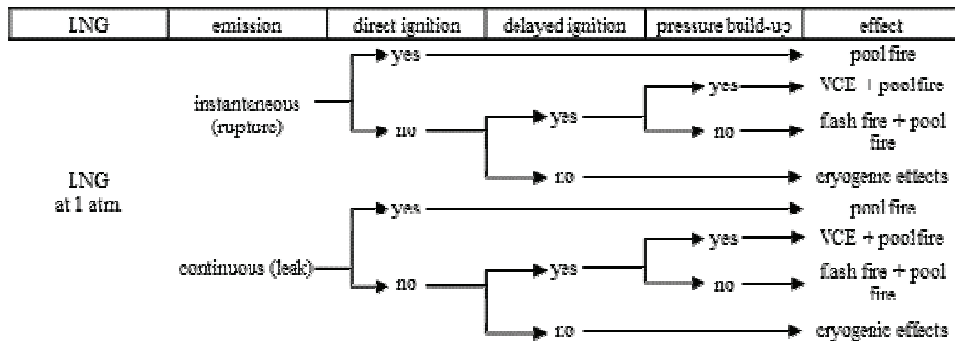 LNG emission direct ignition delayed ignition pressure build-up effect
yes pool fire
yes VCE + pool fire
instantaneous
(rupture)
yes
no no flash fire + pool
fire
no cryogenic effects
LNG
at 1 atm
yes pool fire
yes VCE + pool fire
continuous (leak) yes
no no flash fire + pool
fire
no cryogenic effects